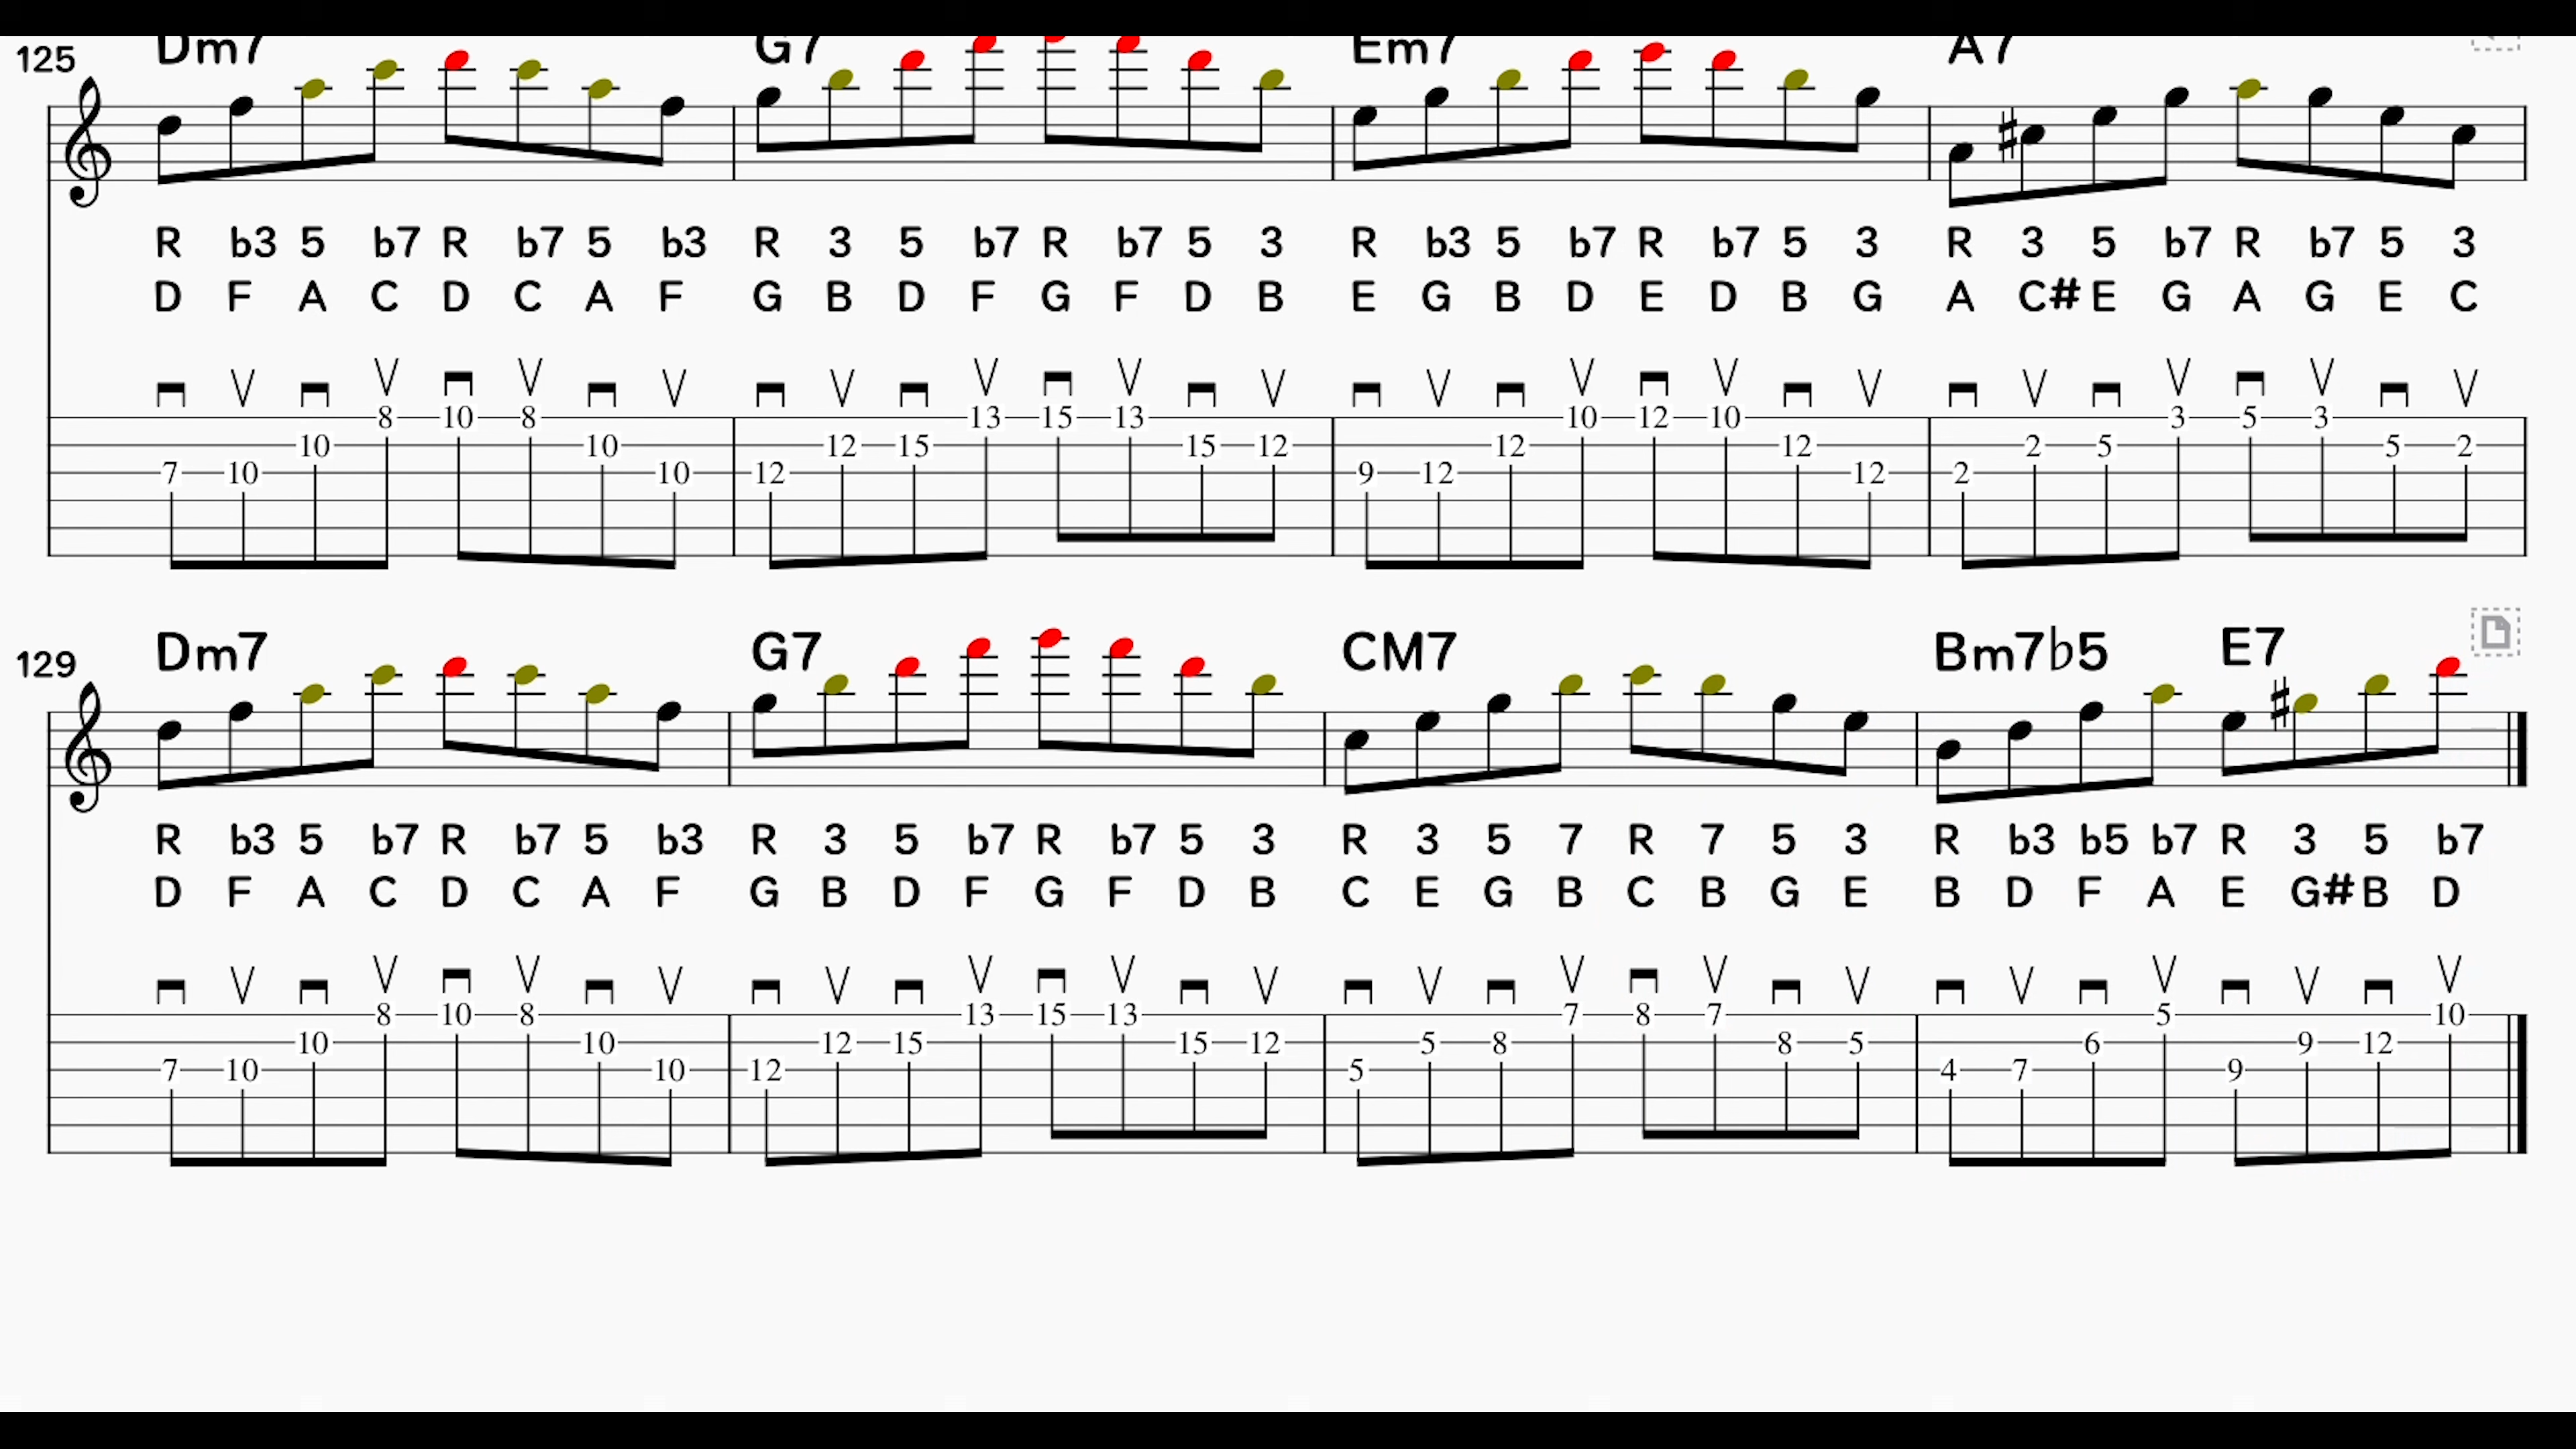 125 Dm7 G7 Em7 A7
R b3 5 b7 R b7 5 b3 R 3 5 b7 R b7 5 3 R b3 5 b7 R b7 5 3 R 3 5 b7 R b7 5 3
D F A C D C A F G B D F G F D B E G B D E D B G A C# E G A G E C
8 10 8 13 15 13 10 12 10 3 5 3
10 10 12 15 15 12 12 12 2 5 5 2
7 10 10 12 9 12 12 2
129 Dm7 G7 CM7 Bm7♭5 E7
R b3 5 b7 R b7 5 b3 R 3 5 b7 R b7 5 3 R 3 5 7 R 7 5 3 R b3 b5 b7 R 3 5 b7
D F A C D C A F G B D F G F D B C E G B C B G E B D F A E G# B D
8 10 8 13 15 13 7 8 7 5 10
10 10 12 15 15 12 5 8 8 5 6 9 12
7 10 10 12 5 4 7 9